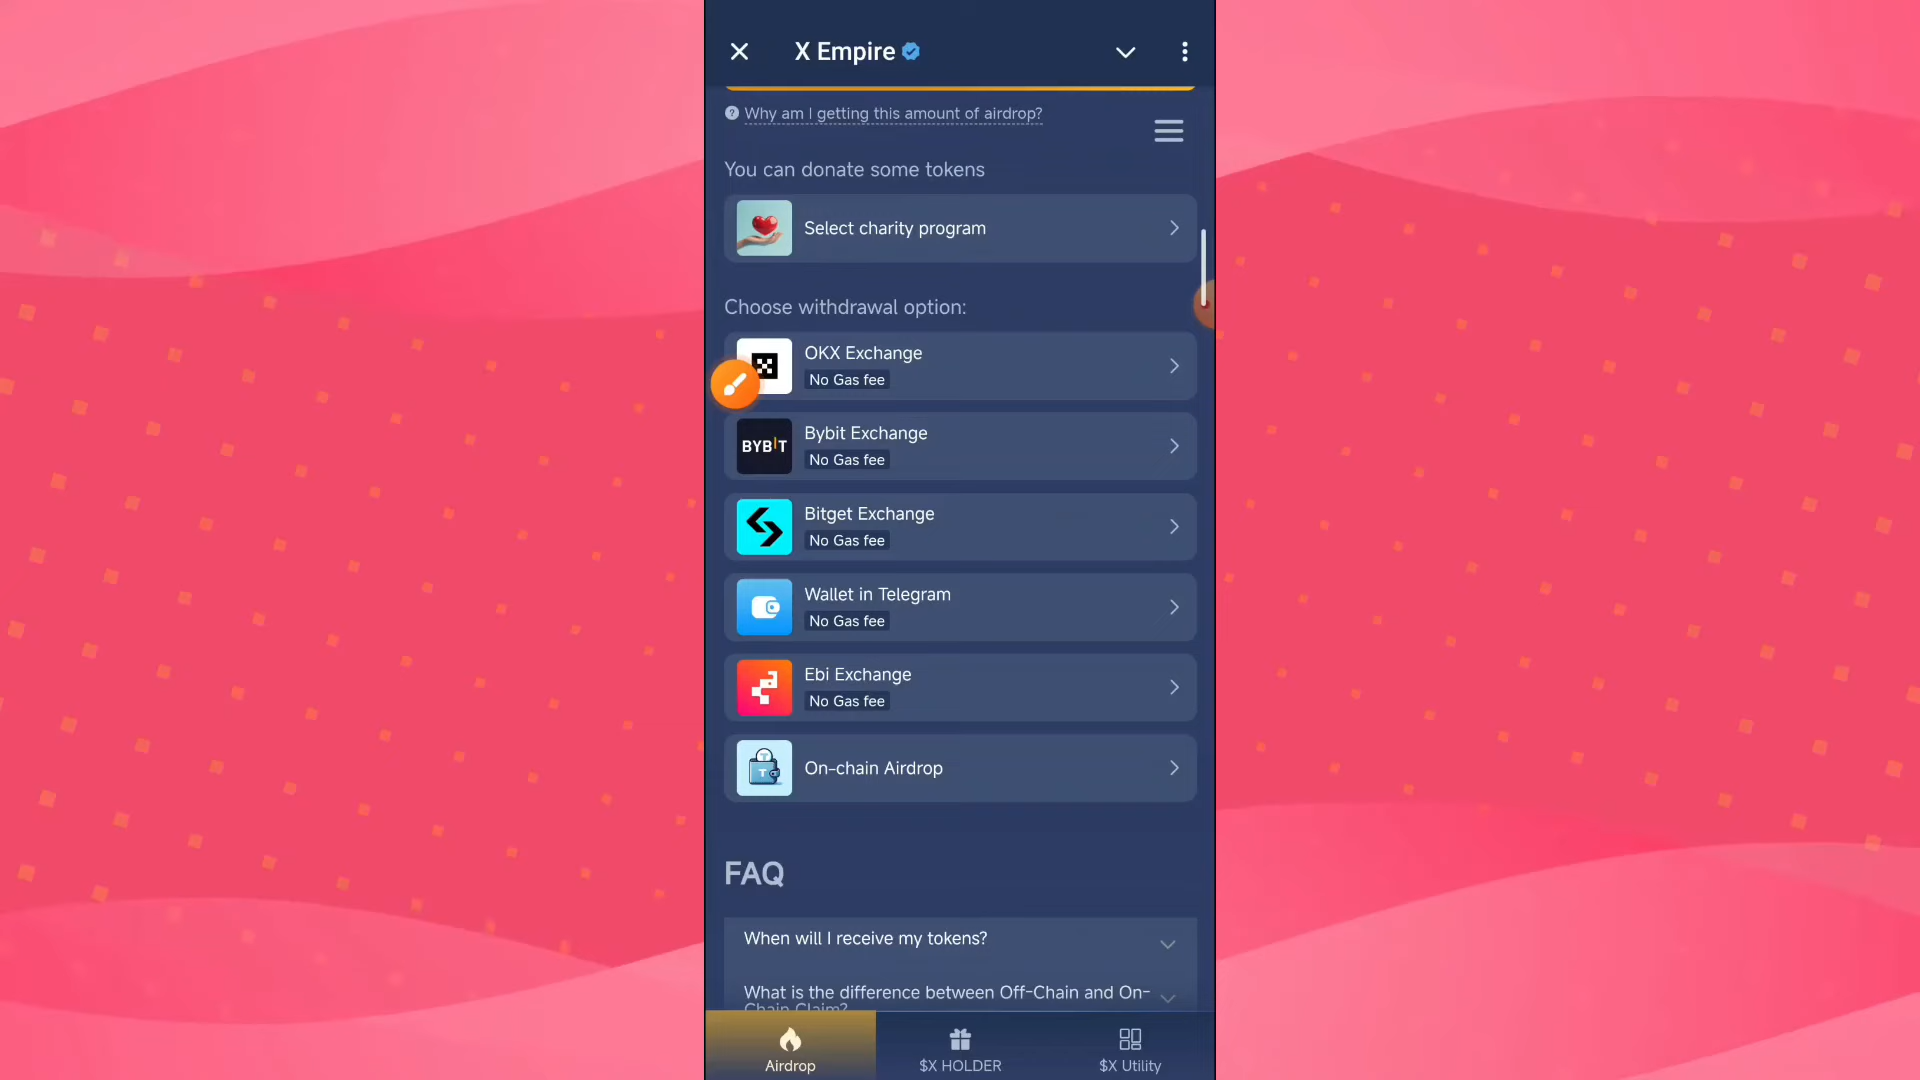 X Empire
Why am I getting this amount of airdrop?
You can donate some tokens
Select charity program
Choose withdrawal option:
OKX Exchange
No Gas fee
BYBIT
Bybit Exchange
No Gas fee
Bitget Exchange
No Gas fee
Wallet in Telegram
No Gas fee
Ebi Exchange
No Gas fee
On-chain Airdrop
FAQ
When will I receive my tokens?
What is the difference between Off-Chain and On-
Chain Claim?
Airdrop
$X HOLDER
$X Utility